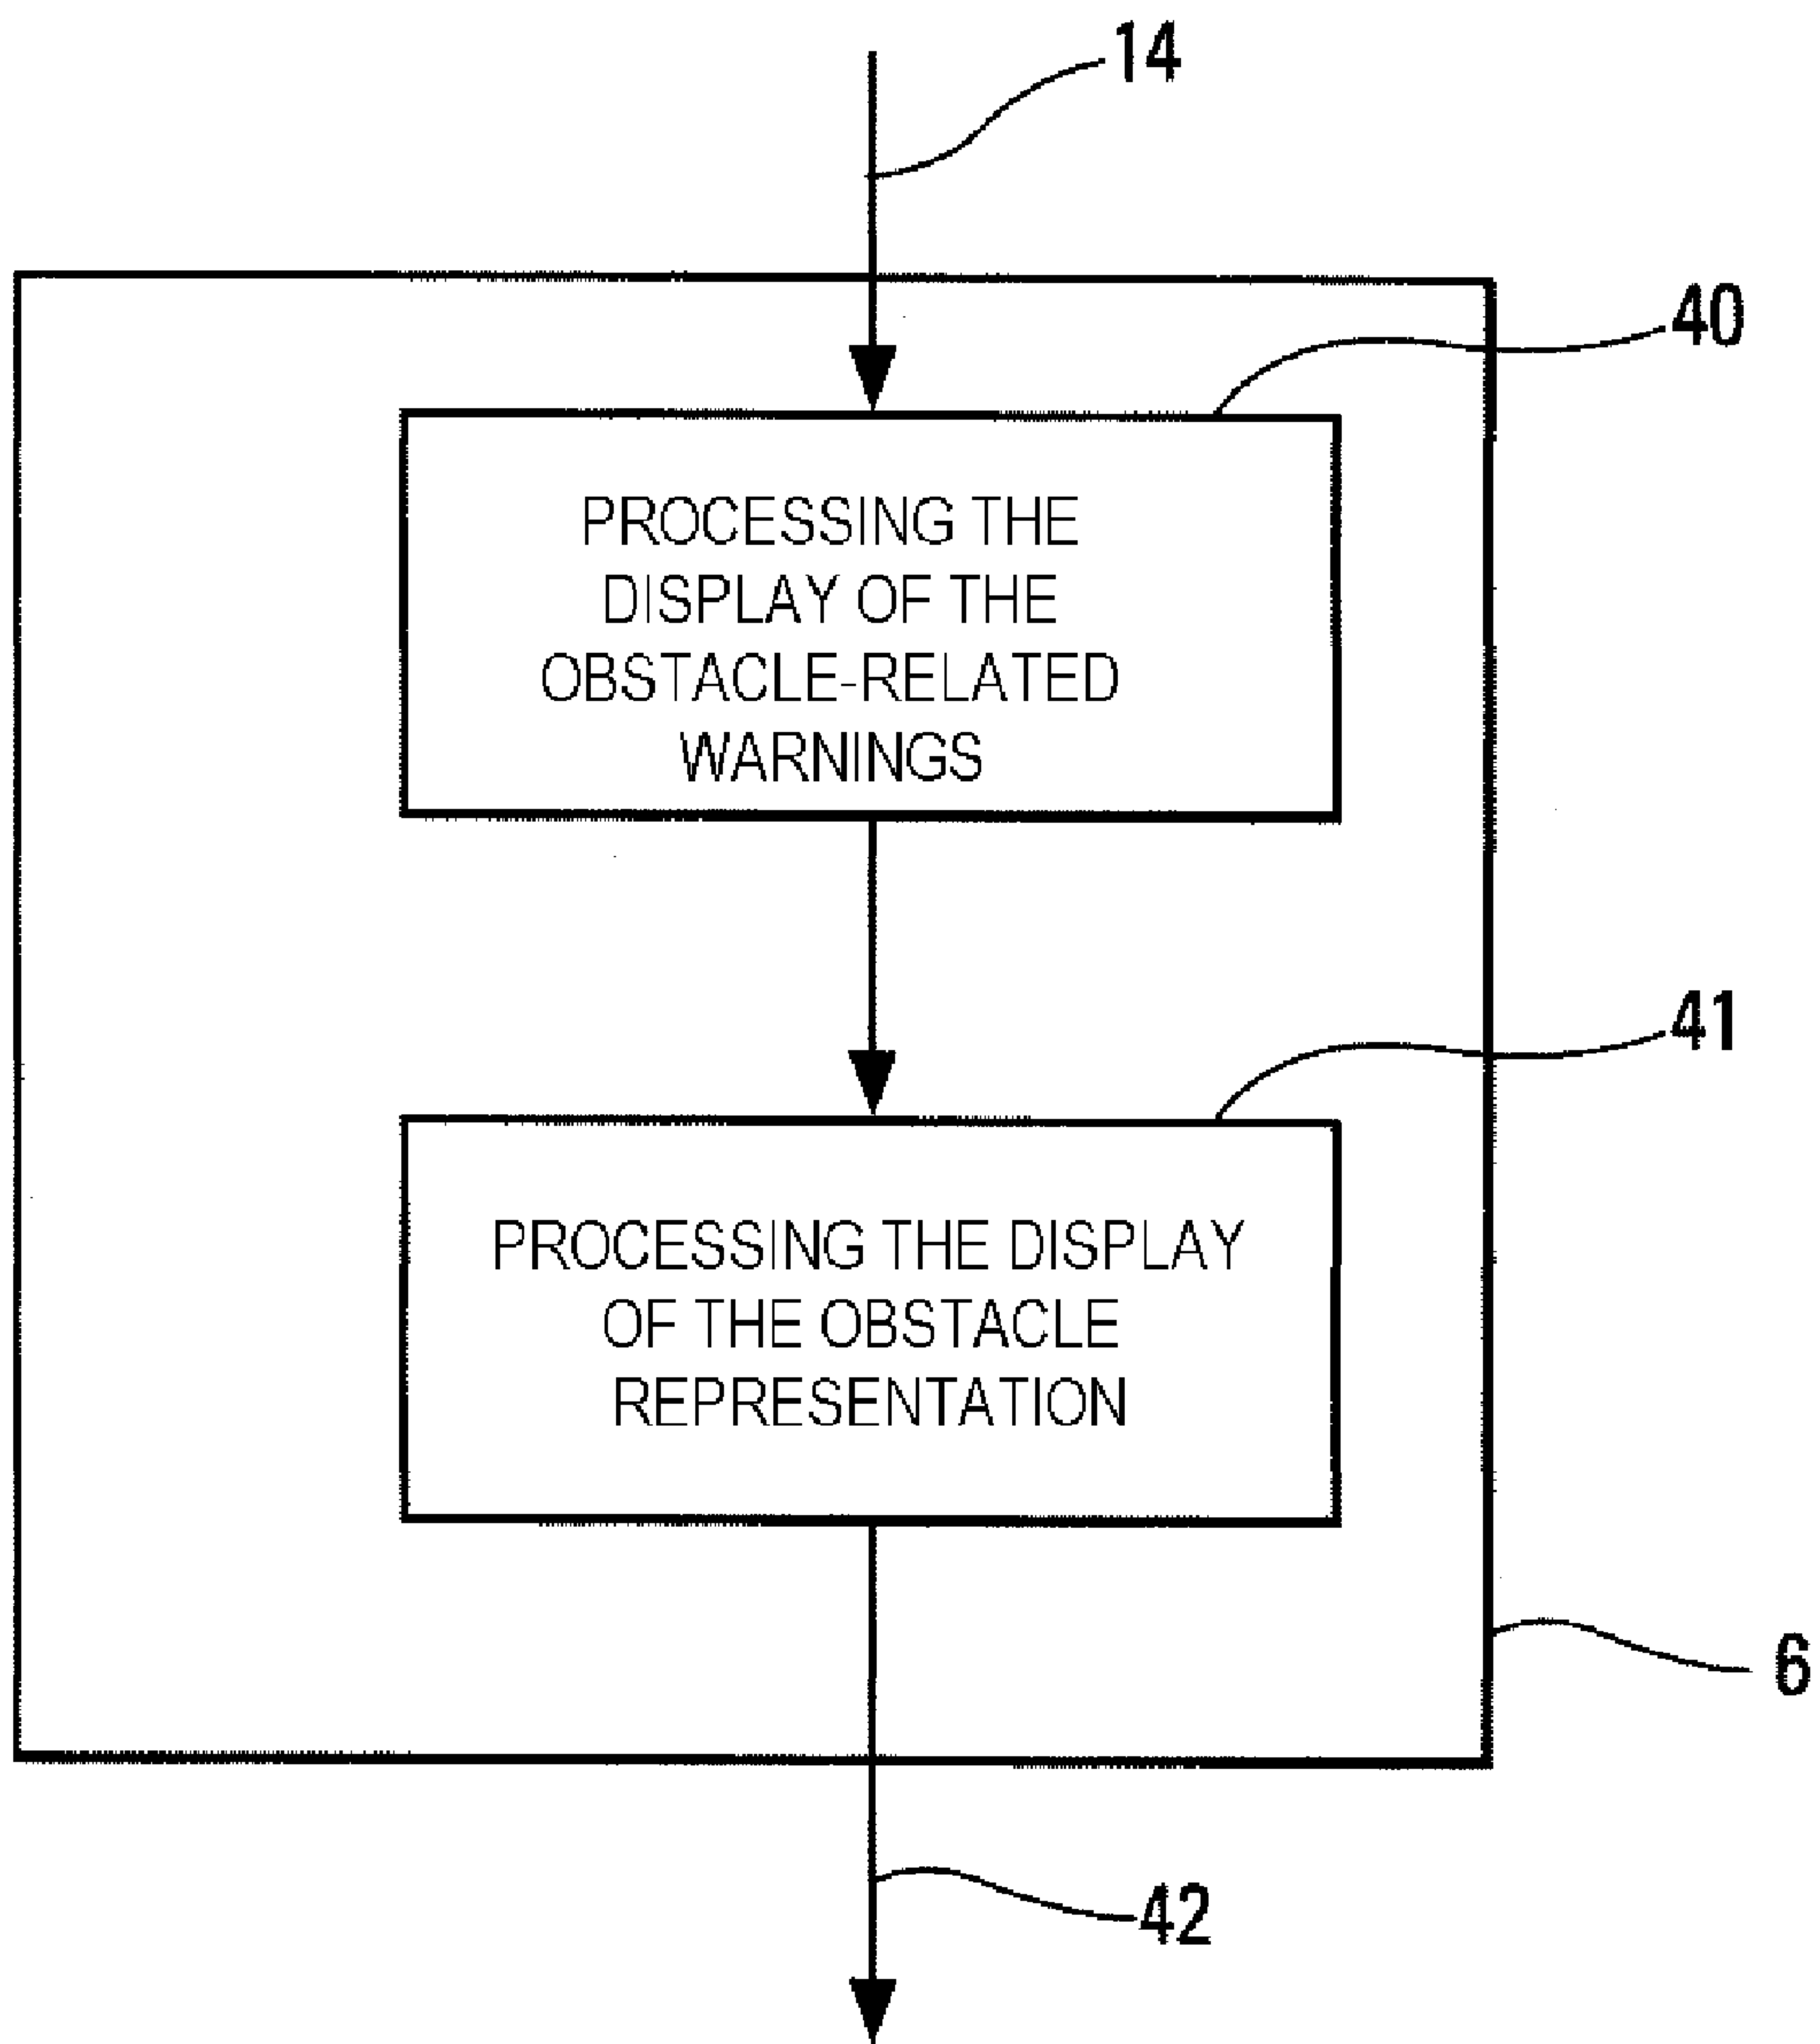 14
40
PROCESSING THE
DISPLAY OF THE
OBSTACLE-RELATED
WARNINGS
41
PROCESSING THE DISPLAY
OF THE OBSTACLE
REPRESENTATION
6
42